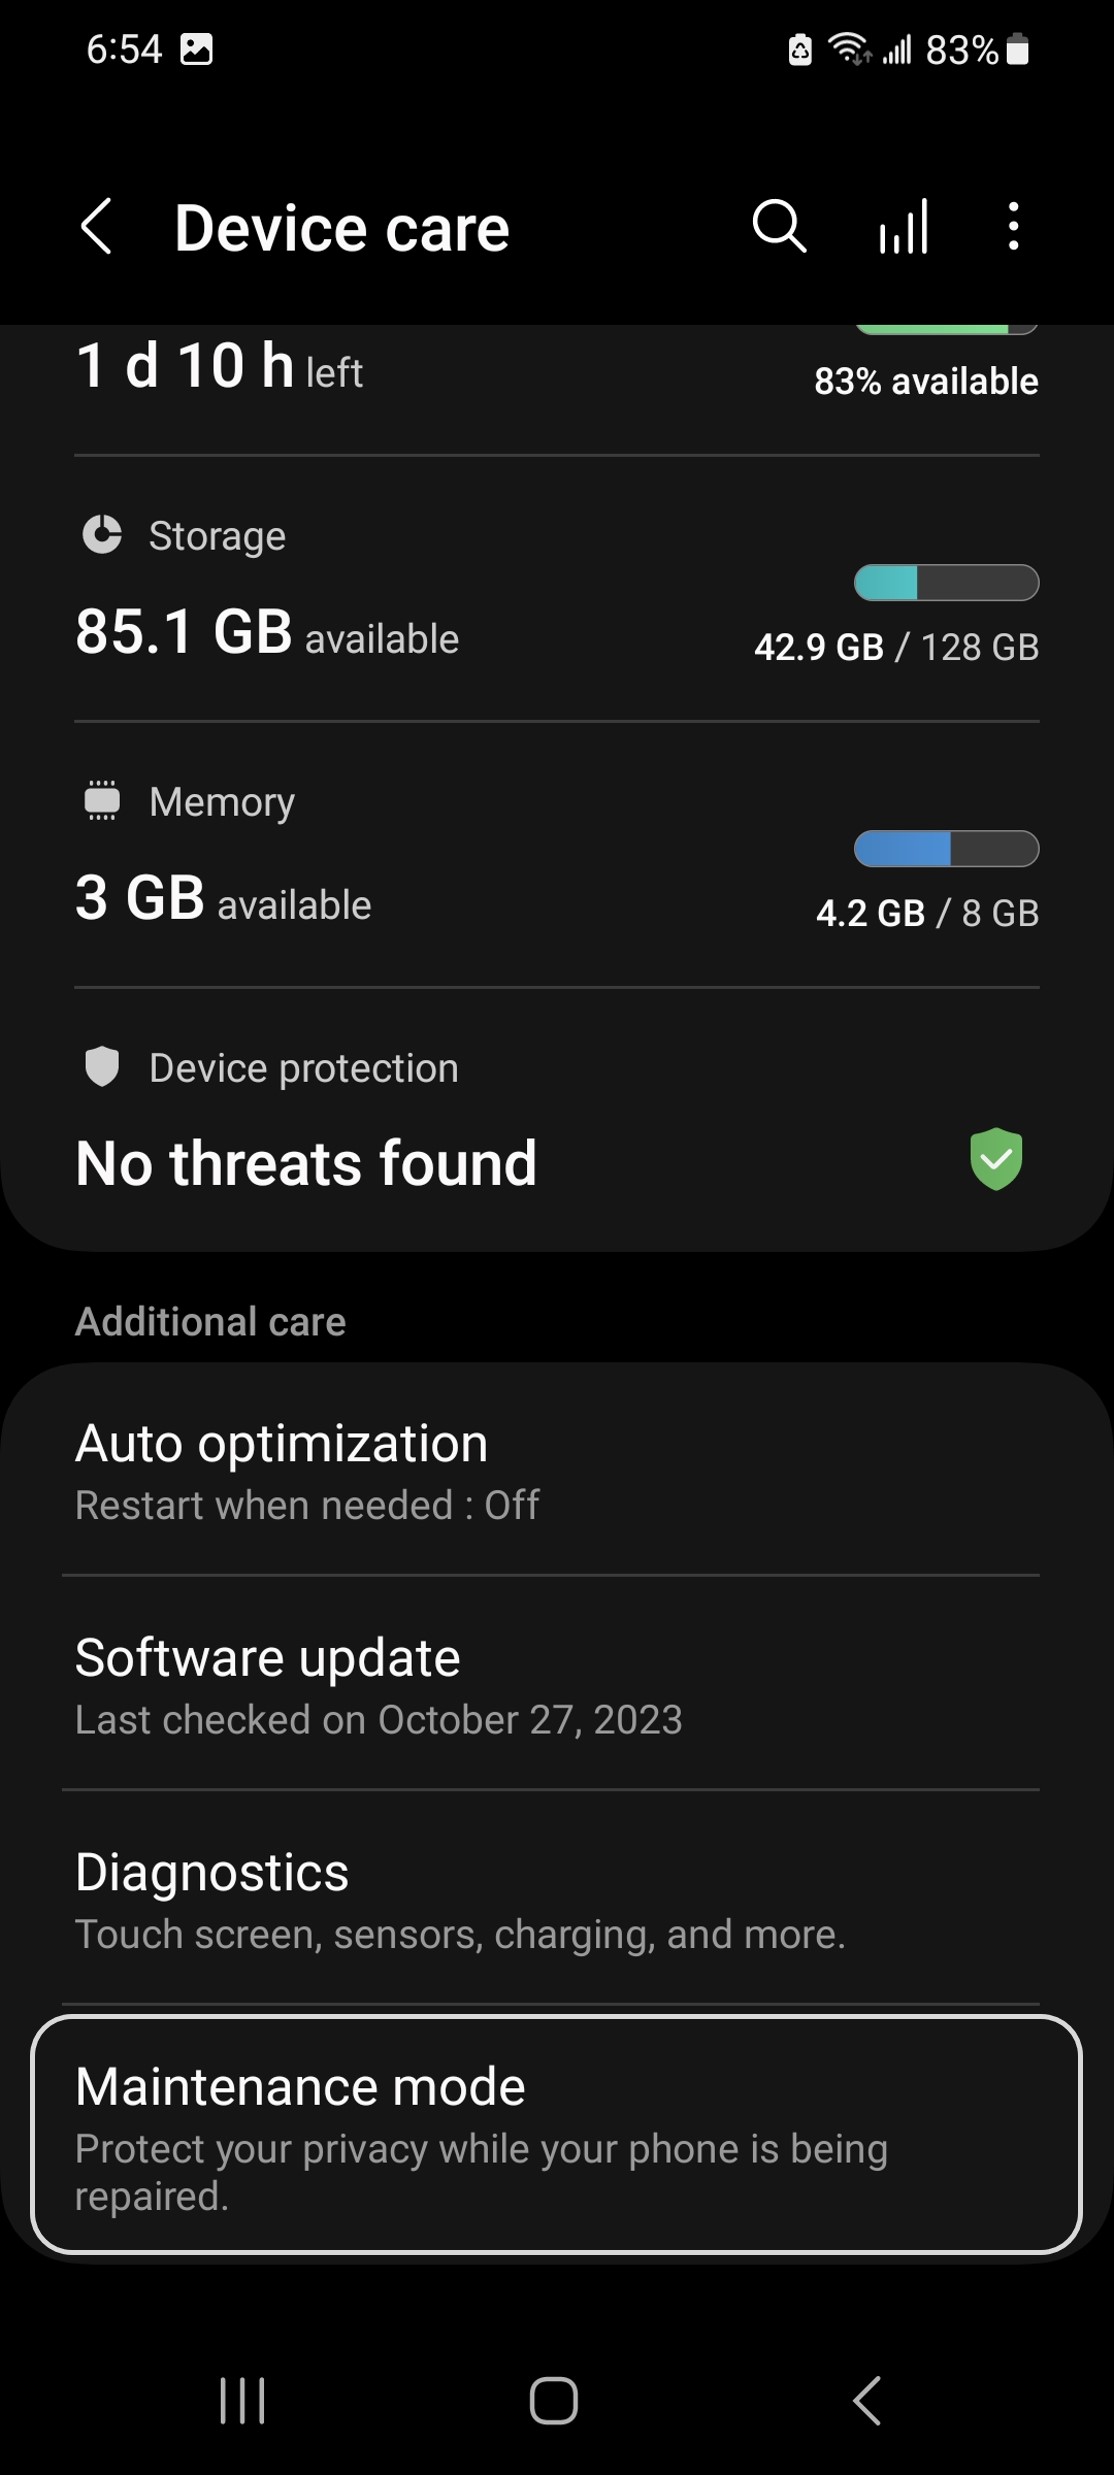 6:54 83%
Device care
1 d 10 h left
83% available
Storage
85.1 GB available
42.9 GB / 128 GB
Memory
3 GB available
4.2 GB / 8 GB
Device protection
No threats found
Additional care
Auto optimization
Restart when needed : Off
Software update
Last checked on October 27, 2023
Diagnostics
Touch screen, sensors, charging, and more.
Maintenance mode
Protect your privacy while your phone is being
repaired.